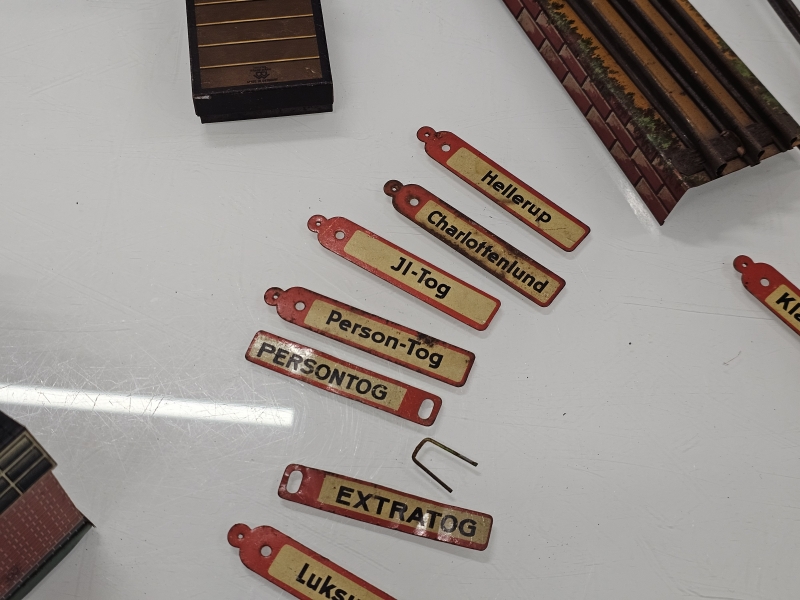 Hellerup
Charlottenlund
Jl-Tog
Person-Tog
PERSONTOG
EXTRATOG